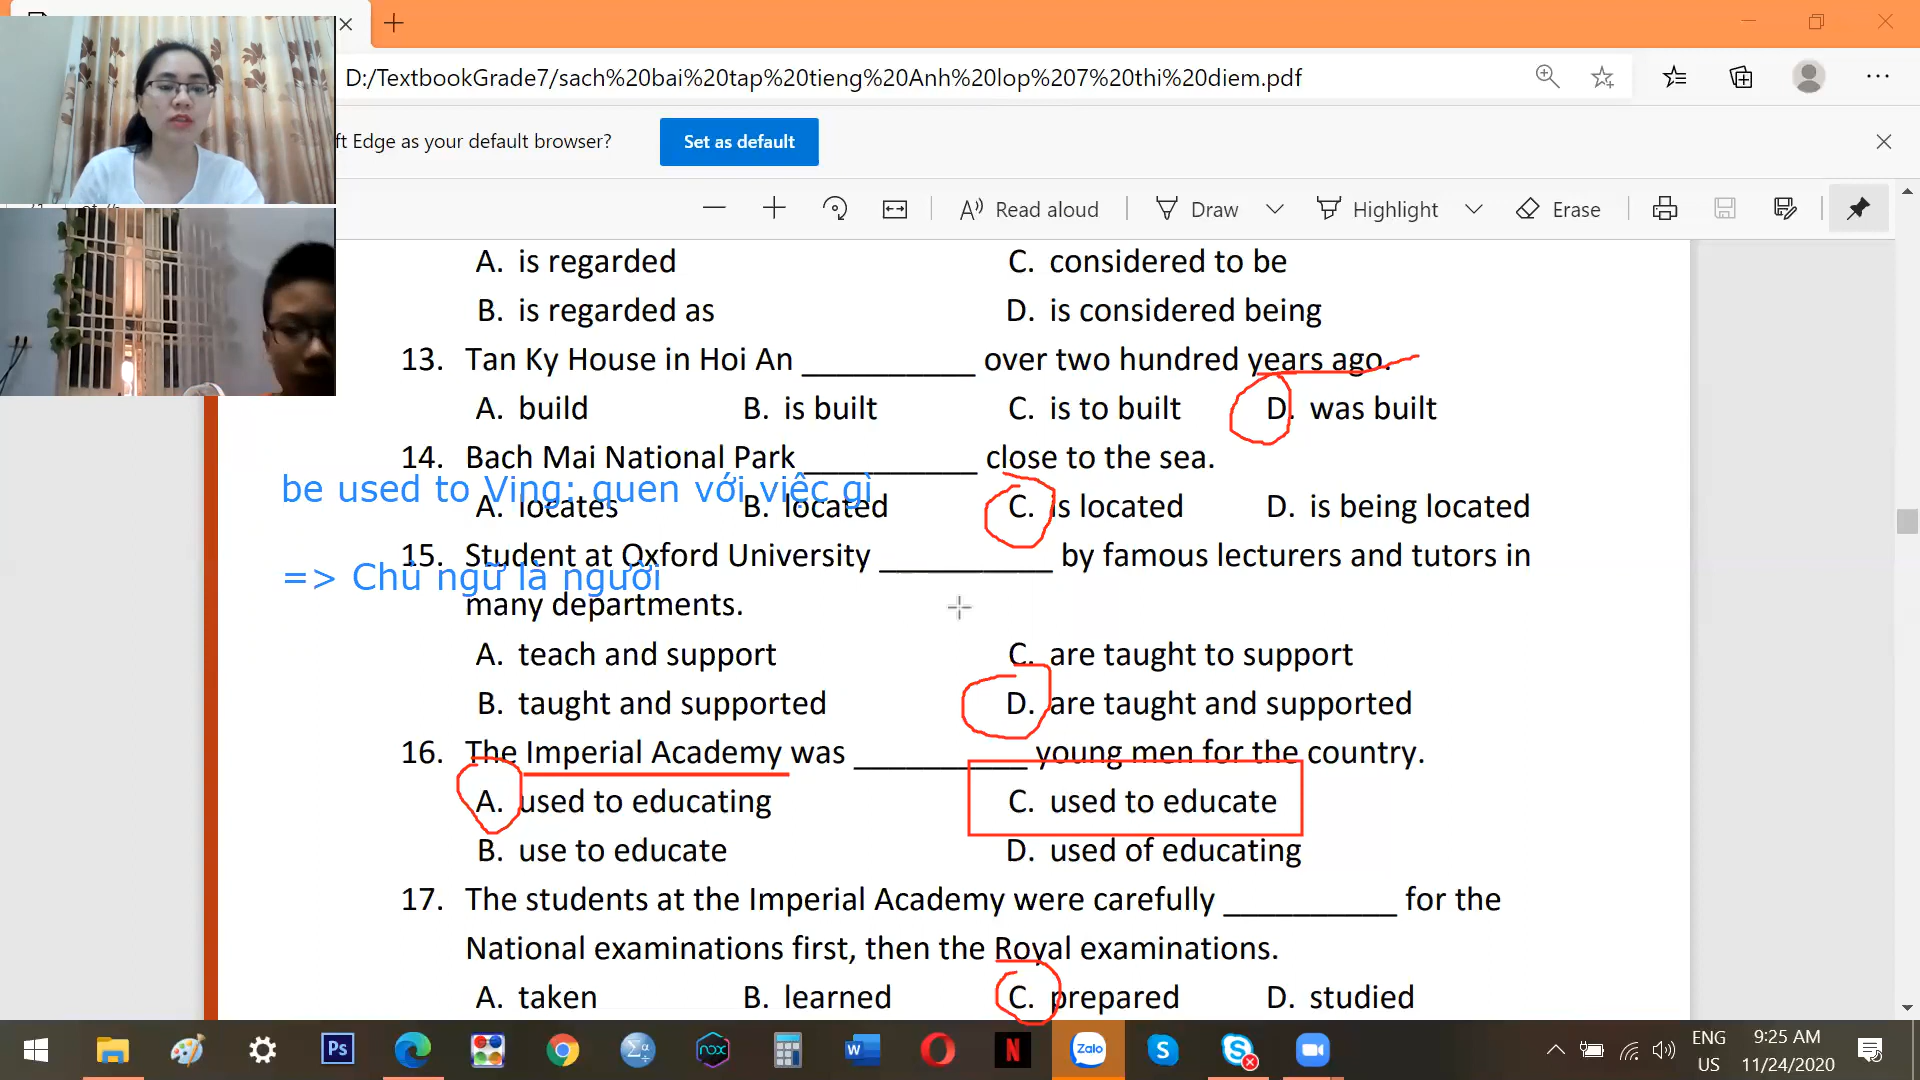 D:/TextbookGrade7/sach%20bai%20tap%20tieng%20Anh%20lop%207%20thi%20diem.pdf
ft Edge as your default browser?
Set as default
Read aloud
Draw
Highlight
Erase
A. is regarded
C. considered to be
B. is regarded as
D. is considered being
13. Tan Ky House in Hoi An __________ over two hundred years ago.
A. build
B. is built
C. is to built
D. was built
14. Bach Mai National Park __________ close to the sea.
be used to Ving: quen với việc gì
A. locates
B. located
C. is located
D. is being located
15. Student at Oxford University __________ by famous lecturers and tutors in
=> Chủ ngữ là người
many departments.
A. teach and support
C. are taught to support
B. taught and supported
D. are taught and supported
16. The Imperial Academy was __________ young men for the country.
A. used to educating
C. used to educate
B. use to educate
D. used of educating
17. The students at the Imperial Academy were carefully __________ for the
National examinations first, then the Royal examinations.
A. taken
B. learned
C. prepared
D. studied
Ps
nox
W
N
Zalo
S
S
ENG
US
9:25 AM
11/24/2020